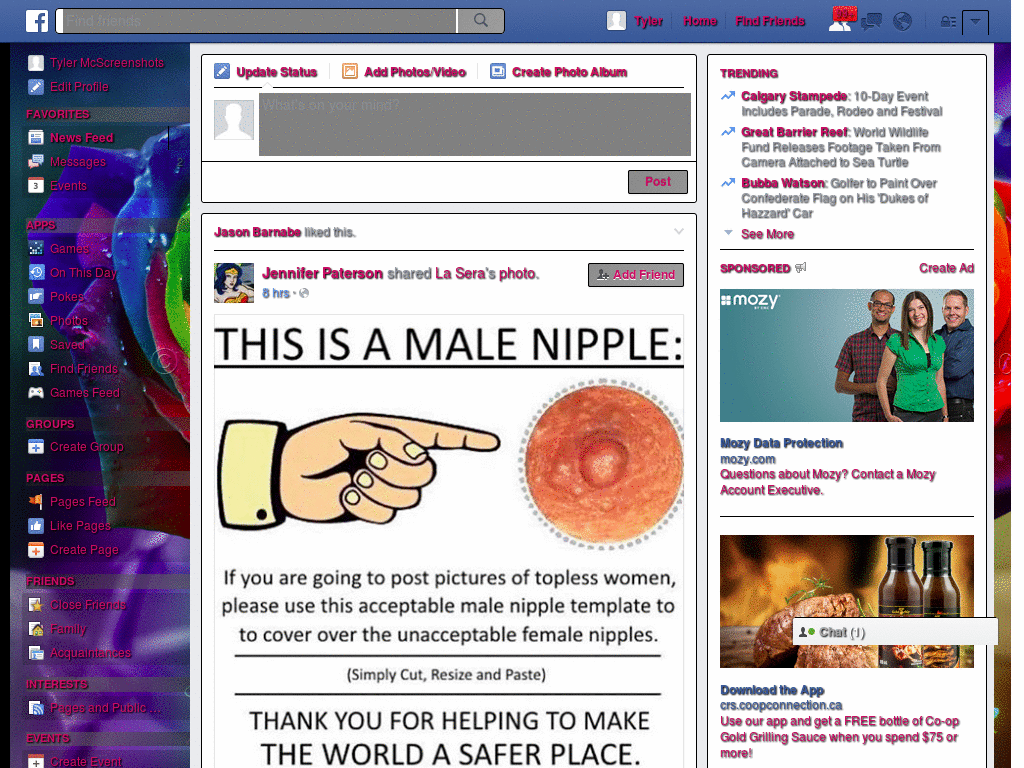 Find friends
Tyler
Home
Find Friends
Tyler McScreenshots
Edit Profile
FAVORITES
News Feed
Messages 2
Events
APPS
Games
On This Day
Pokes
Photos
Saved
Find Friends
Games Feed
GROUPS
Create Group
PAGES
Pages Feed
Like Pages
Create Page
FRIENDS
Close Friends
Family
Acquaintances
INTERESTS
Pages and Public ...
EVENTS
Create Event
Update Status
Add Photos/Video
Create Photo Album
What's on your mind?
Post
Jason Barnabe liked this.
Jennifer Paterson shared La Sera's photo.
8 hrs ·
Add Friend
THIS IS A MALE NIPPLE:
If you are going to post pictures of topless women,
please use this acceptable male nipple template to
to cover over the unacceptable female nipples.
(Simply Cut, Resize and Paste)
THANK YOU FOR HELPING TO MAKE
THE WORLD A SAFER PLACE.
TRENDING
Calgary Stampede: 10-Day Event
Includes Parade, Rodeo and Festival
Great Barrier Reef: World Wildlife
Fund Releases Footage Taken From
Camera Attached to Sea Turtle
Bubba Watson: Golfer to Paint Over
Confederate Flag on His 'Dukes of
Hazzard' Car
See More
SPONSORED
Create Ad
mozy
Mozy Data Protection
mozy.com
Questions about Mozy? Contact a Mozy
Account Executive.
Chat (1)
Download the App
crs.coopconnection.ca
Use our app and get a FREE bottle of Co-op
Gold Grilling Sauce when you spend $75 or
more!